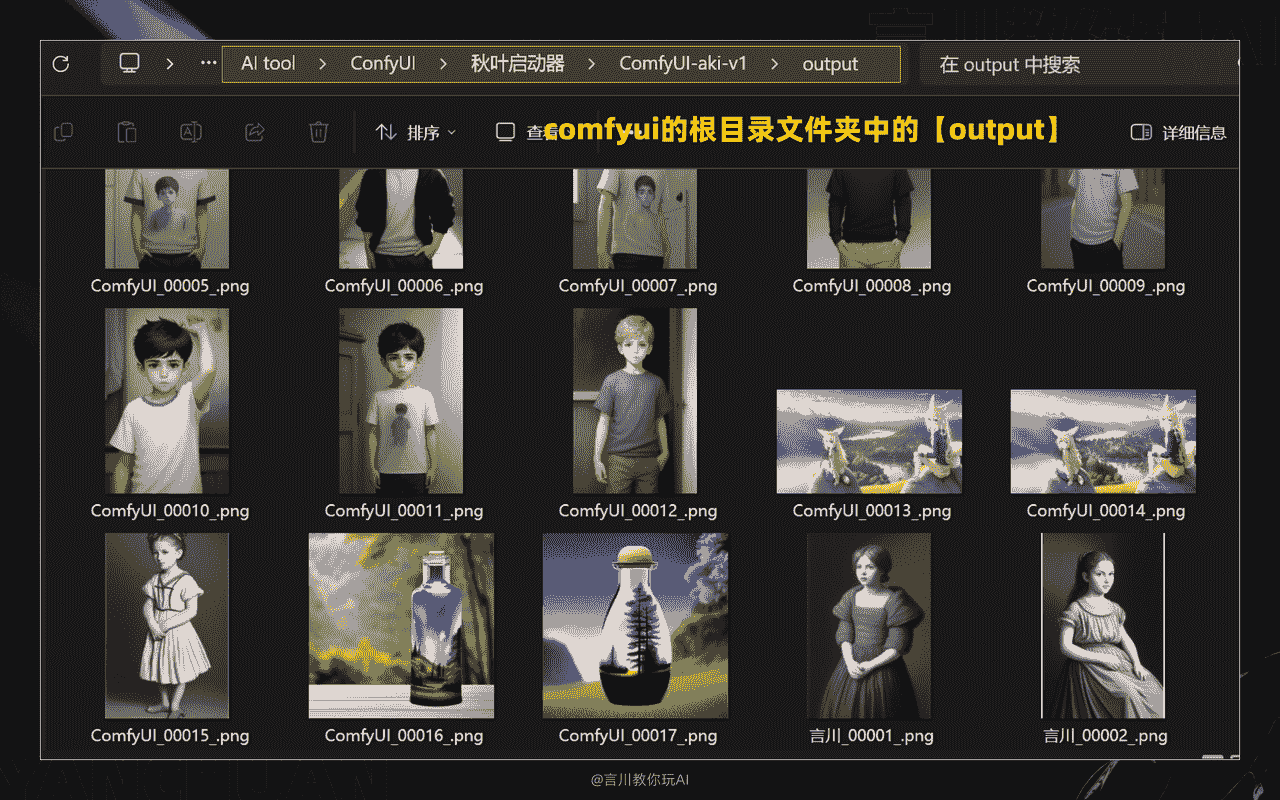 AI tool > ConfyUI > 秋叶启动器 > ComfyUI-aki-v1 > output
在 output 中搜索
排序
查看
comfyui的根目录文件夹中的【output】
详细信息
ComfyUI_00005_.png
ComfyUI_00006_.png
ComfyUI_00007_.png
ComfyUI_00008_.png
ComfyUI_00009_.png
ComfyUI_00010_.png
ComfyUI_00011_.png
ComfyUI_00012_.png
ComfyUI_00013_.png
ComfyUI_00014_.png
ComfyUI_00015_.png
ComfyUI_00016_.png
ComfyUI_00017_.png
言川_00001_.png
言川_00002_.png
@言川教你玩AI